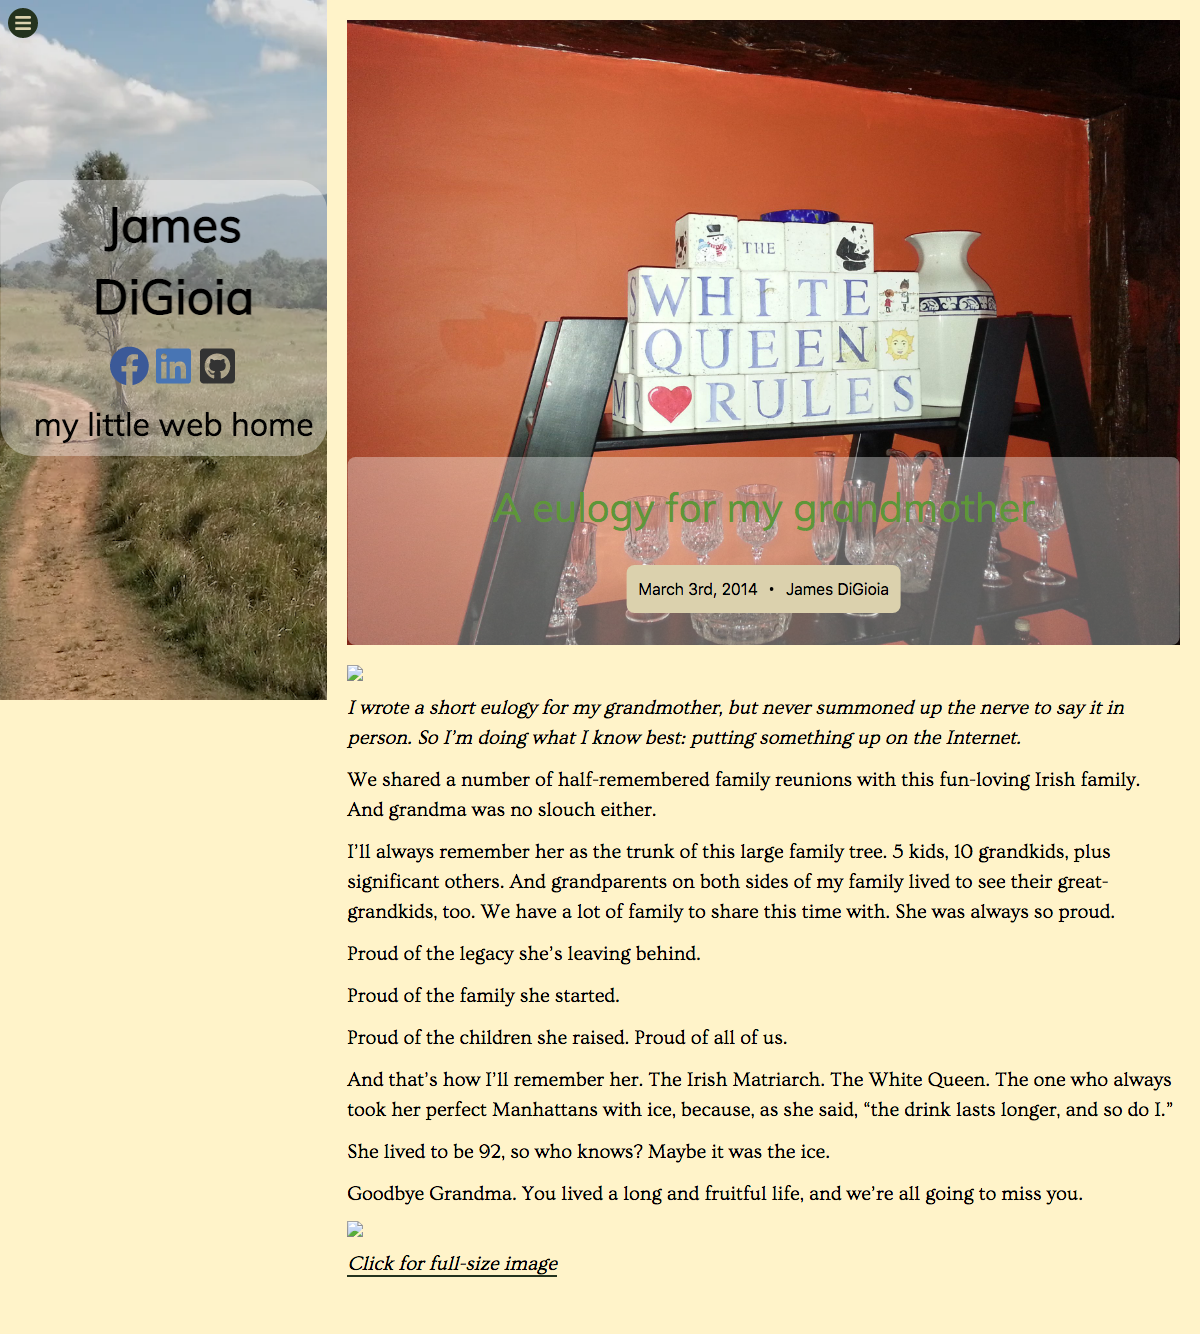 James
DiGioia
my little web home
THE
WHITE
QUEEN
RULES
A eulogy for my grandmother
March 3rd, 2014 • James DiGioia
I wrote a short eulogy for my grandmother, but never summoned up the nerve to say it in
person. So I’m doing what I know best: putting something up on the Internet.
We shared a number of half-remembered family reunions with this fun-loving Irish family.
And grandma was no slouch either.
I’ll always remember her as the trunk of this large family tree. 5 kids, 10 grandkids, plus
significant others. And grandparents on both sides of my family lived to see their great-
grandkids, too. We have a lot of family to share this time with. She was always so proud.
Proud of the legacy she’s leaving behind.
Proud of the family she started.
Proud of the children she raised. Proud of all of us.
And that’s how I’ll remember her. The Irish Matriarch. The White Queen. The one who always
took her perfect Manhattans with ice, because, as she said, “the drink lasts longer, and so do I.”
She lived to be 92, so who knows? Maybe it was the ice.
Goodbye Grandma. You lived a long and fruitful life, and we’re all going to miss you.
Click for full-size image